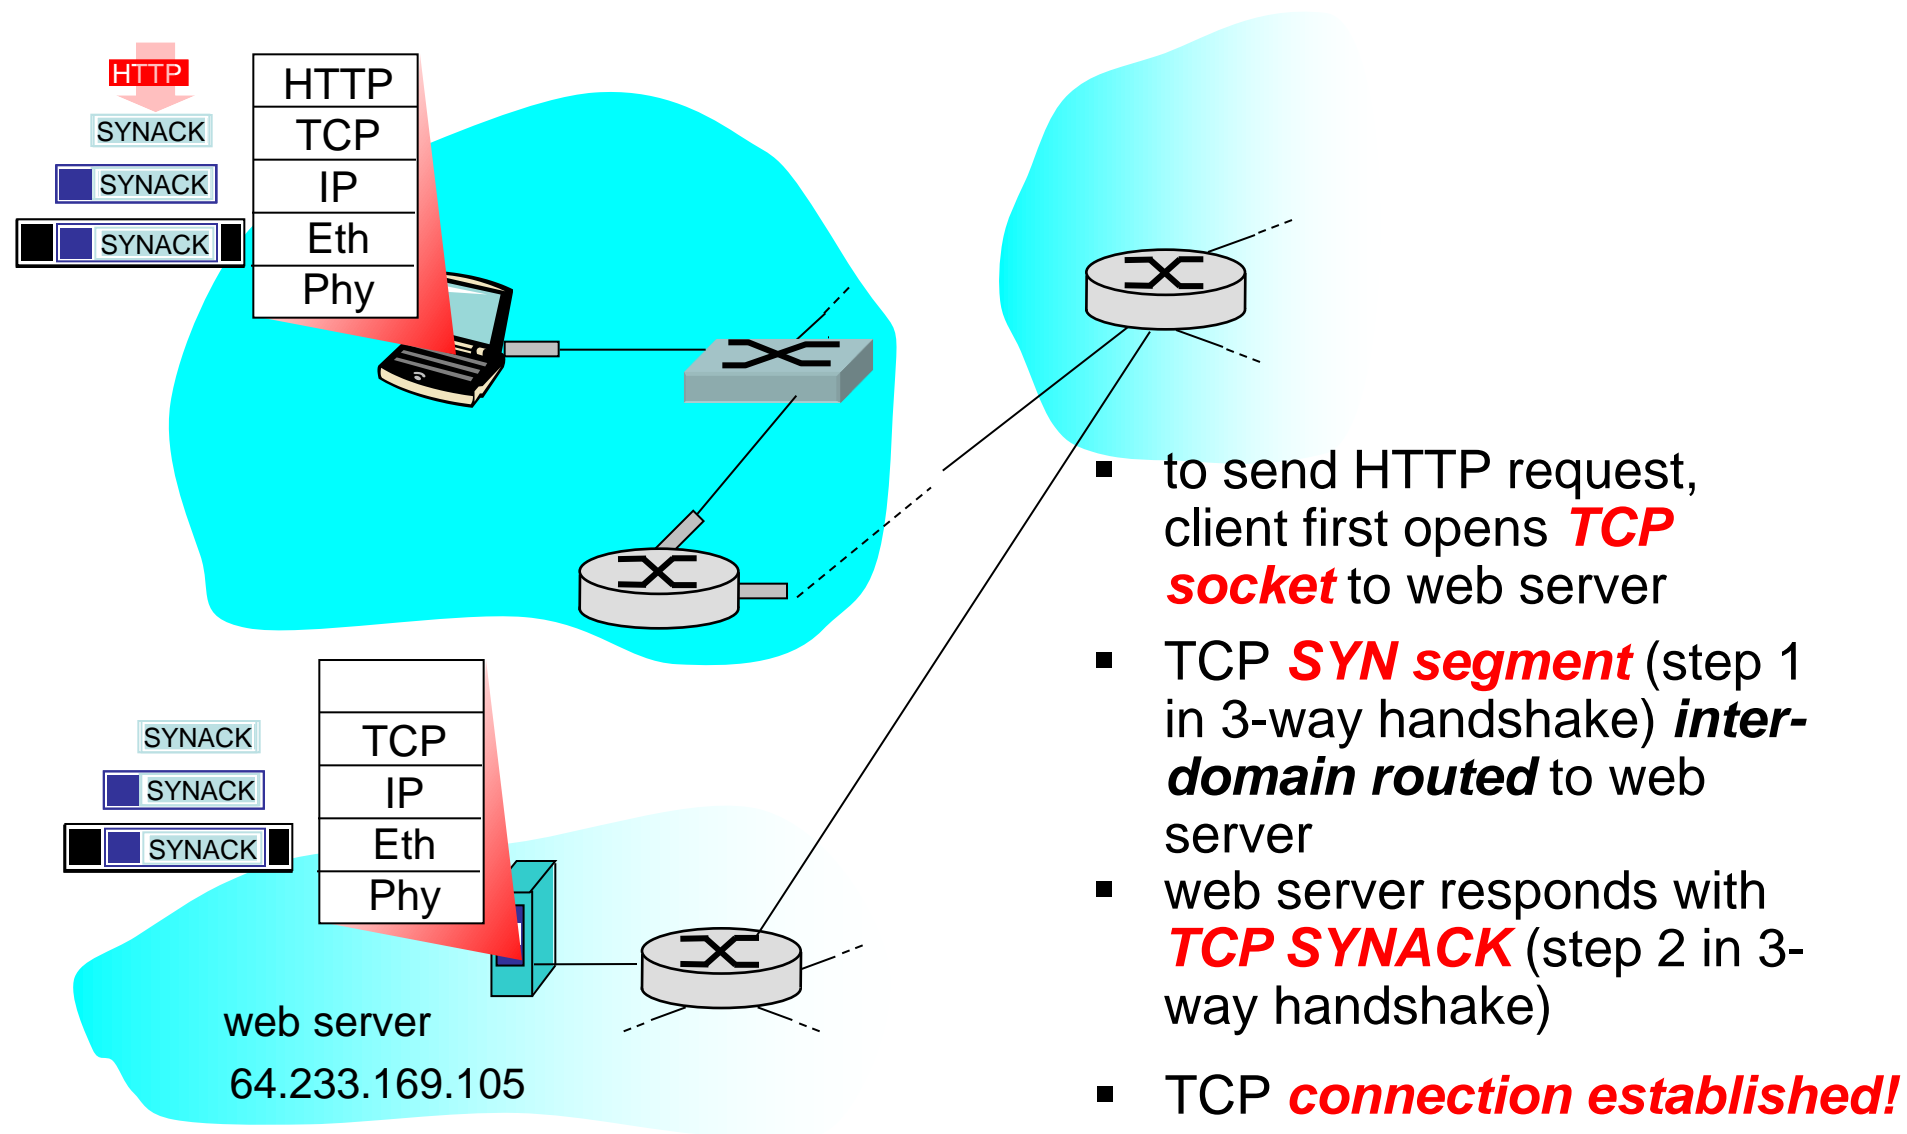 HTTP
SYNACK
SYNACK
SYNACK
HTTP
TCP
IP
Eth
Phy
SYNACK
SYNACK
SYNACK
TCP
IP
Eth
Phy
web server
64.233.169.105
▪ to send HTTP request,
client first opens TCP
socket to web server
▪ TCP SYN segment (step 1
in 3-way handshake) inter-
domain routed to web
server
▪ web server responds with
TCP SYNACK (step 2 in 3-
way handshake)
▪ TCP connection established!